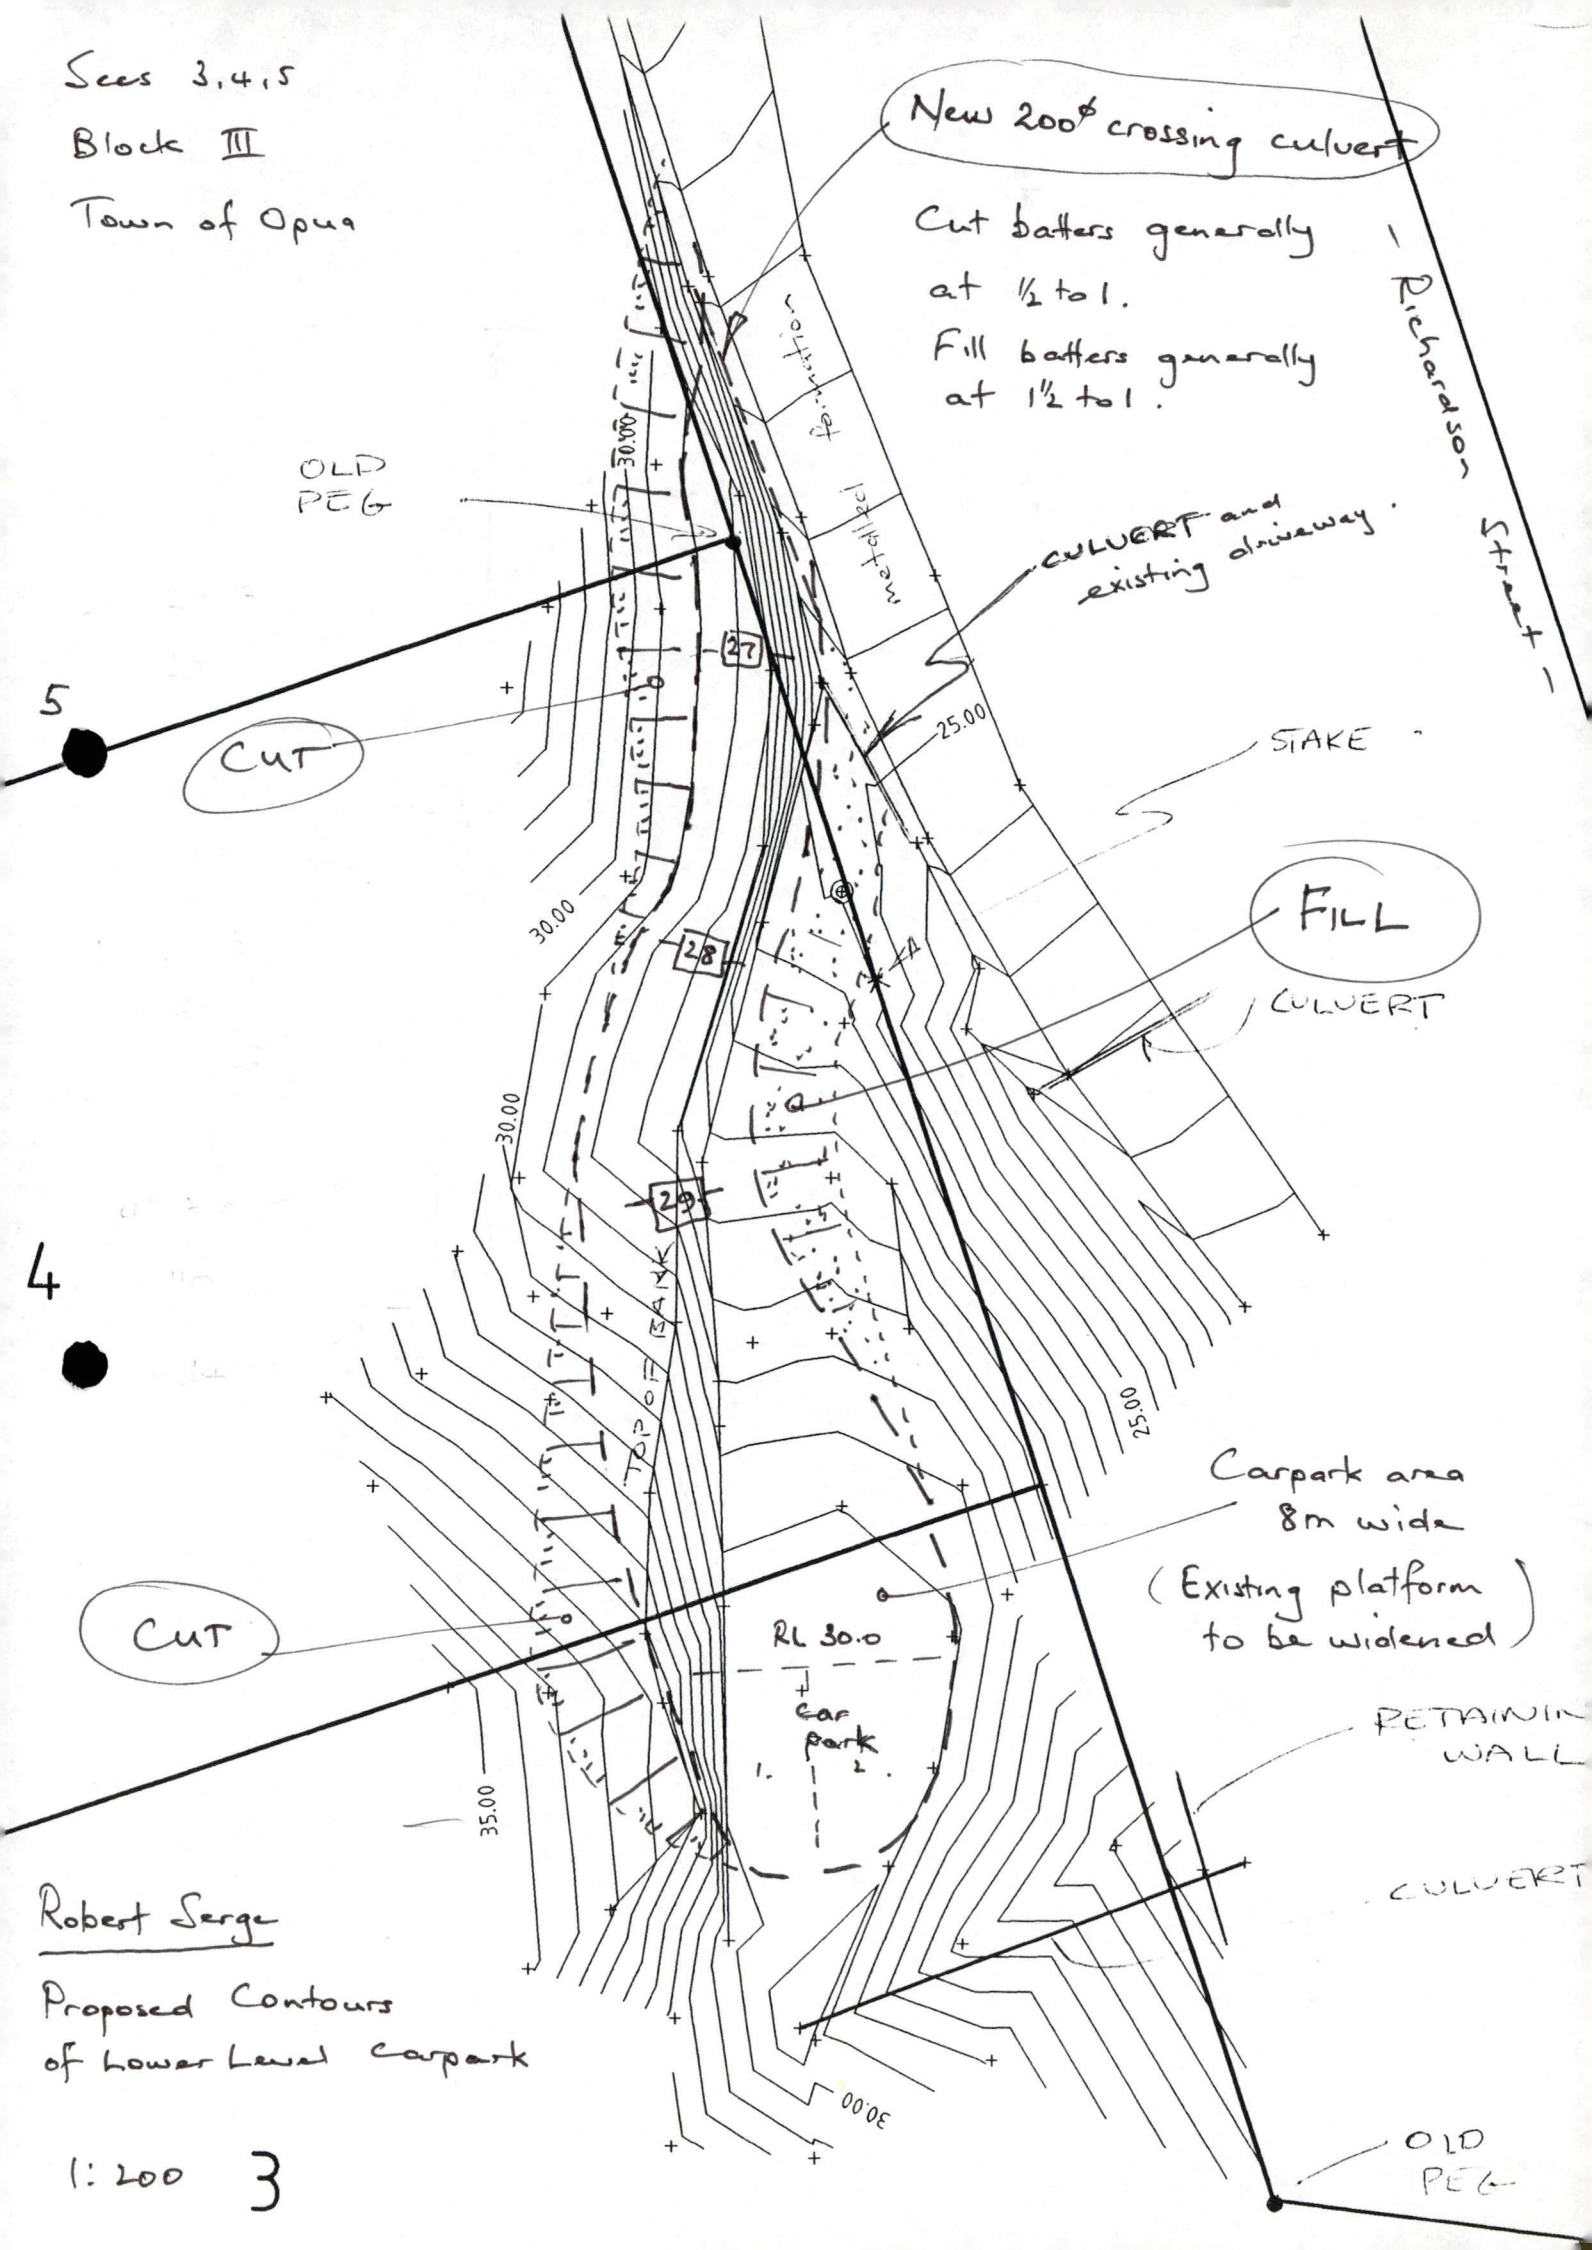 Secs 3,4,5
Block III
Town of Opua
New 200ϕ crossing culvert
Cut batters generally
at 1/2 to 1.
Fill batters generally
at 1 1/2 to 1.
- Richardson Street -
metalled formation
OLD
PEG
30.00
CULVERT and
existing driveway.
27
5
CUT
25.00
STAKE
30.00
28
FILL
CULVERT
30.00
29
4
TOP OF BANK
25.00
Carpark area
8m wide
(Existing platform
to be widened)
CUT
RL 30.0
car
park
1. 2.
RETAININ
WALL
35.00
CULVERT
Robert Serge
Proposed Contours
of Lower Level Carpark
30.00
1:200 3
OLD
PEG